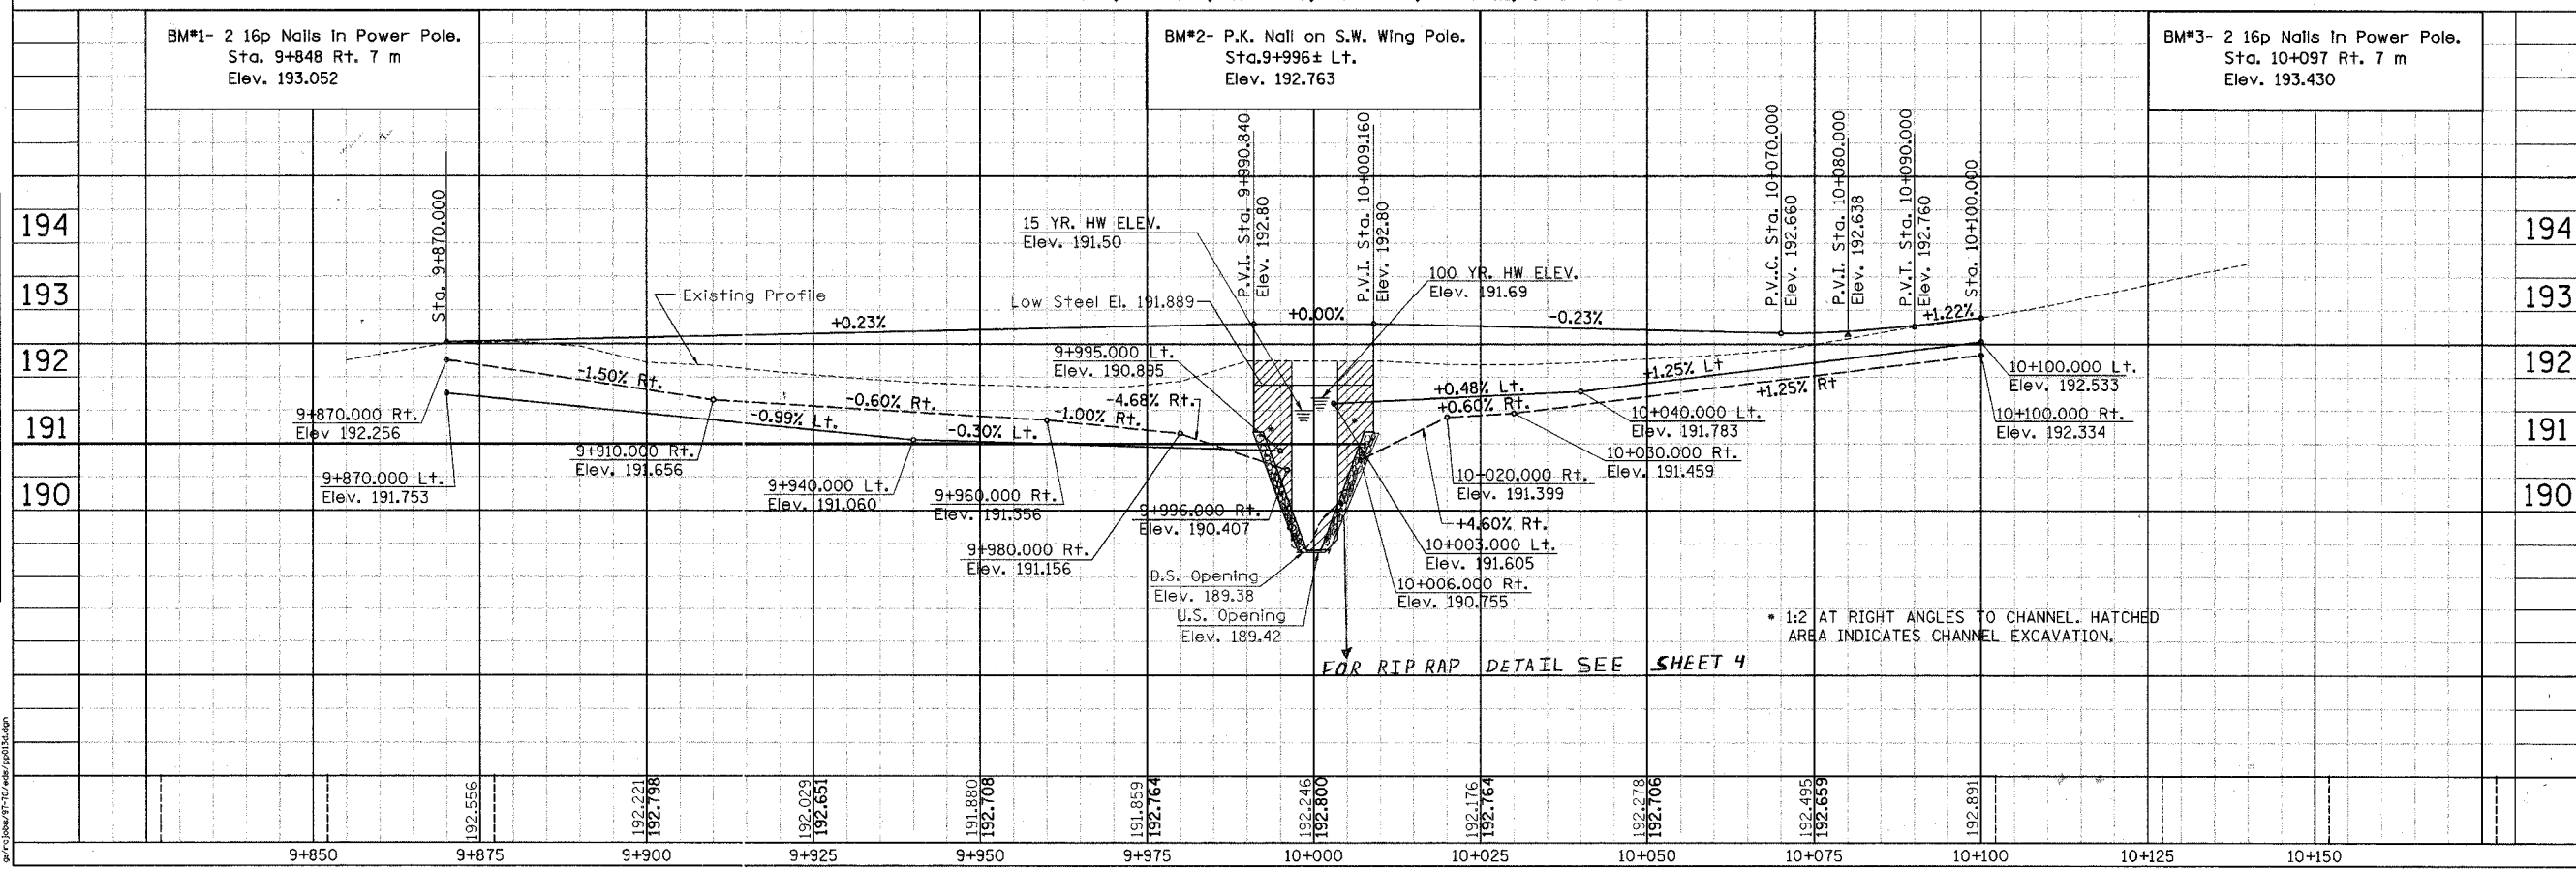 BM#1- 2 16p Nails in Power Pole.
Sta. 9+848 Rt. 7 m
Elev. 193.052
BM#2- P.K. Nail on S.W. Wing Pole.
Sta.9+996± Lt.
Elev. 192.763
BM#3- 2 16p Nails in Power Pole.
Sta. 10+097 Rt. 7 m
Elev. 193.430
194
193
192
191
190
194
193
192
191
190
Sta. 9+870.000
P.V.I. Sta. 9+990.840
Elev. 192.80
P.V.I. Sta. 10+009.160
Elev. 192.80
P.V..C. Sta. 10+070.000
Elev. 192.660
P.V.I. Sta. 10+080.000
Elev. 192.638
P.V.T. Sta. 10+090.000
Elev. 192.760
Sta. 10+100.000
15 YR. HW ELEV.
Elev. 191.50
100 YR. HW ELEV.
Elev. 191.69
Existing Profile
Low Steel El. 191.889
+0.23%
+0.00%
-0.23%
+1.22%
9+995.000 Lt.
Elev. 190.895
-1.50% Rt.
-0.60% Rt.
-1.00% Rt.
-4.68% Rt.
+0.48% Lt.
+1.25% Lt
+0.60% Rt.
+1.25% Rt
-0.99% Lt.
-0.30% Lt.
9+870.000 Rt.
Elev 192.256
9+870.000 Lt.
Elev. 191.753
9+910.000 Rt.
Elev. 191.656
9+940.000 Lt.
Elev. 191.060
9+960.000 Rt.
Elev. 191.356
9+980.000 Rt.
Elev. 191.156
9+996.000 Rt.
Elev. 190.407
10+100.000 Lt.
Elev. 192.533
10+100.000 Rt.
Elev. 192.334
10+040.000 Lt.
Elev. 191.783
10+030.000 Rt.
Elev. 191.459
10+020.000 Rt.
Elev. 191.399
+4.60% Rt.
10+003.000 Lt.
Elev. 191.605
10+006.000 Rt.
Elev. 190.755
D.S. Opening
Elev. 189.38
U.S. Opening
Elev. 189.42
* 1:2 AT RIGHT ANGLES TO CHANNEL. HATCHED
AREA INDICATES CHANNEL EXCAVATION.
FOR RIP RAP DETAIL SEE SHEET 4
192.556
192.221
192.798
192.029
192.651
191.880
192.708
191.859
192.764
192.246
192.800
192.176
192.764
192.278
192.706
192.495
192.659
192.891
9+850
9+875
9+900
9+925
9+950
9+975
10+000
10+025
10+050
10+075
10+100
10+125
10+150